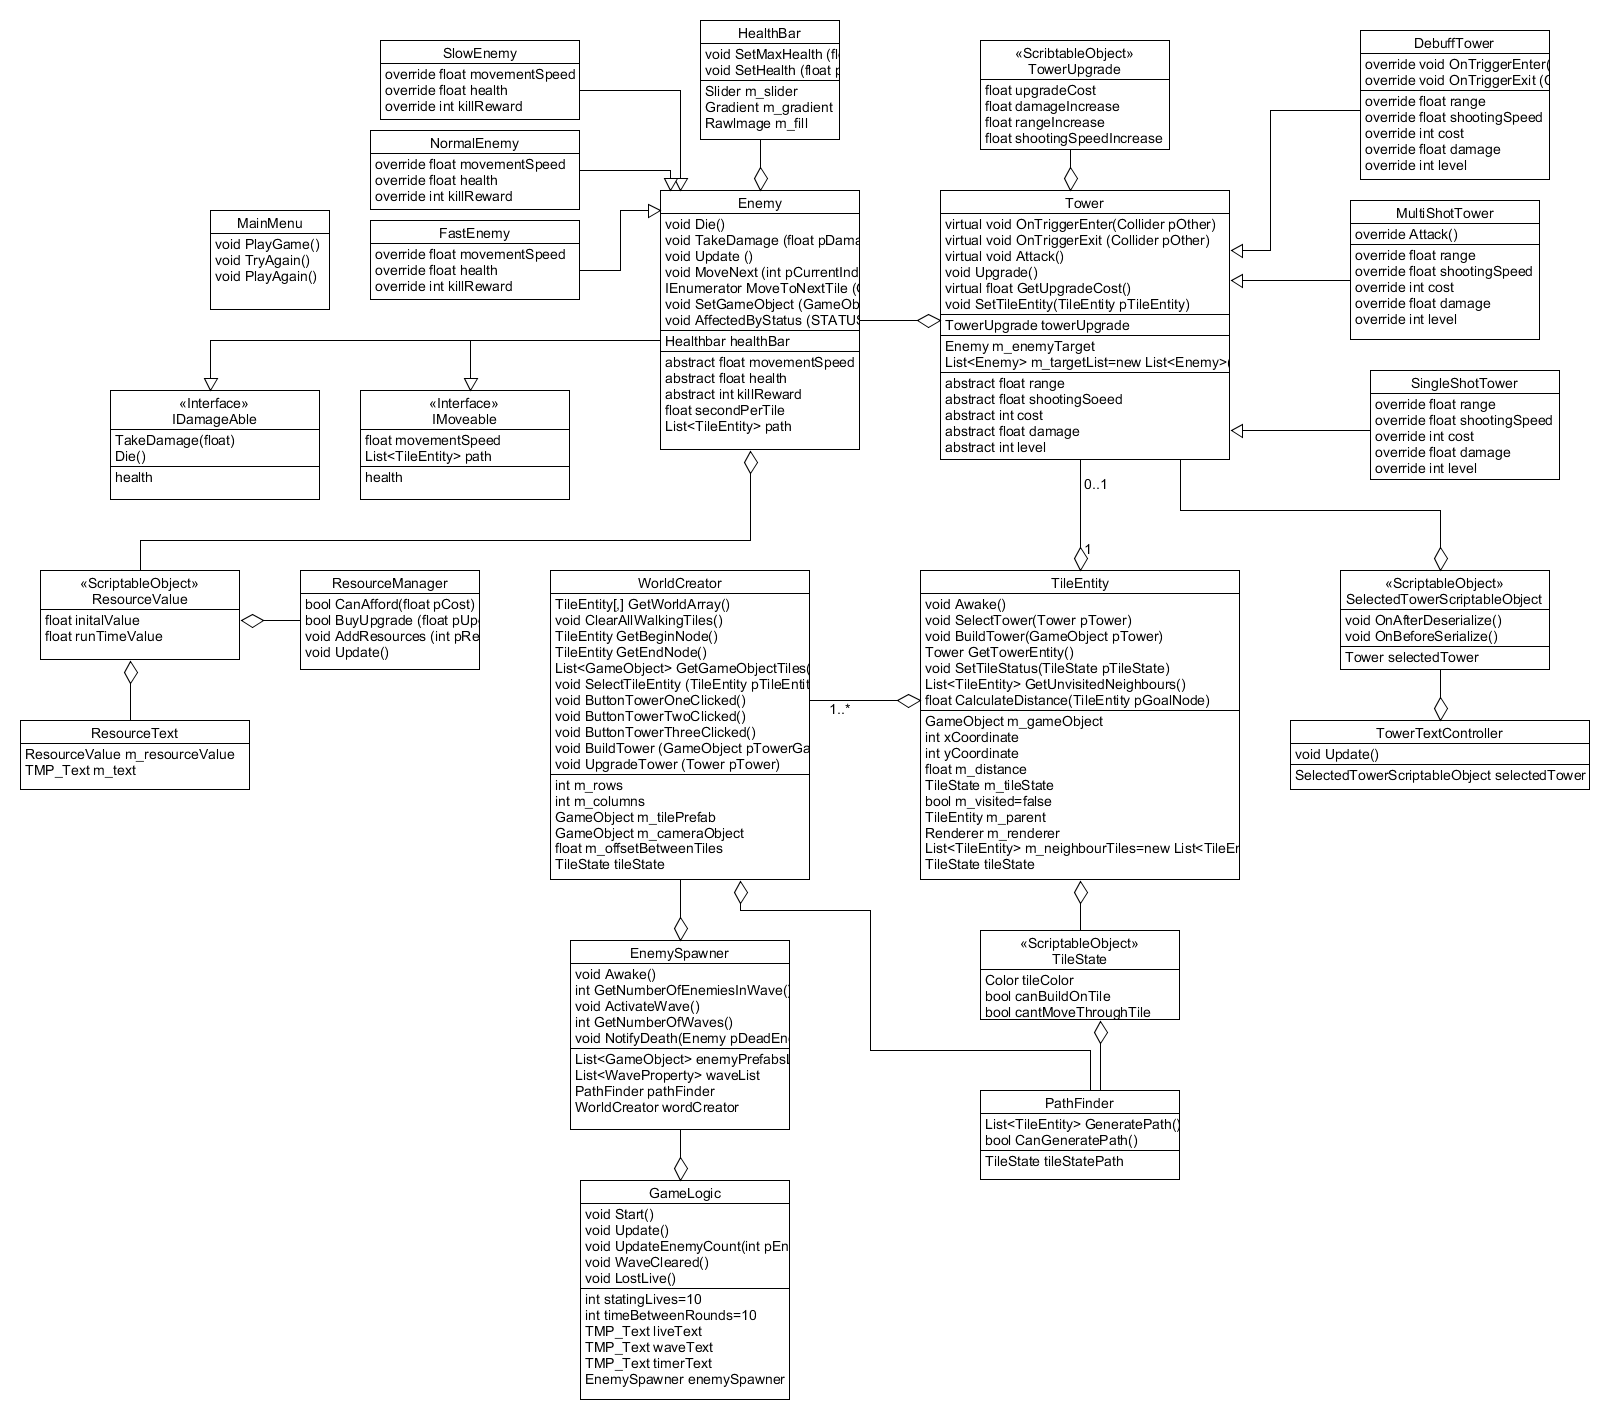 SlowEnemy
override float movementSpeed
override float health
override int killReward
NormalEnemy
override float movementSpeed
override float health
override int killReward
FastEnemy
override float movementSpeed
override float health
override int killReward
MainMenu
void PlayGame()
void TryAgain()
void PlayAgain()
HealthBar
void SetMaxHealth (fl
void SetHealth (float p
Slider m_slider
Gradient m_gradient
RawImage m_fill
«ScribtableObject»
TowerUpgrade
float upgradeCost
float damageIncrease
float rangeIncrease
float shootingSpeedIncrease
DebuffTower
override void OnTriggerEnter(
override void OnTriggerExit (C
override float range
override float shootingSpeed
override int cost
override float damage
override int level
MultiShotTower
override Attack()
override float range
override float shootingSpeed
override int cost
override float damage
override int level
SingleShotTower
override float range
override float shootingSpeed
override int cost
override float damage
override int level
Enemy
void Die()
void TakeDamage (float pDama
void Update ()
void MoveNext (int pCurrentInd
IEnumerator MoveToNextTile (G
void SetGameObject (GameOb
void AffectedByStatus (STATUS
Healthbar healthBar
abstract float movementSpeed
abstract float health
abstract int killReward
float secondPerTile
List<TileEntity> path
Tower
virtual void OnTriggerEnter(Collider pOther)
virtual void OnTriggerExit (Collider pOther)
virtual void Attack()
void Upgrade()
virtual float GetUpgradeCost()
void SetTileEntity(TileEntity pTileEntity)
TowerUpgrade towerUpgrade
Enemy m_enemyTarget
List<Enemy> m_targetList=new List<Enemy>(
abstract float range
abstract float shootingSoeed
abstract int cost
abstract float damage
abstract int level
«Interface»
IDamageAble
TakeDamage(float)
Die()
health
«Interface»
IMoveable
float movementSpeed
List<TileEntity> path
health
0..1
1
«ScriptableObject»
ResourceValue
float initalValue
float runTimeValue
ResourceManager
bool CanAfford(float pCost)
bool BuyUpgrade (float pUp
void AddResources (int pRe
void Update()
ResourceText
ResourceValue m_resourceValue
TMP_Text m_text
WorldCreator
TileEntity[,] GetWorldArray()
void ClearAllWalkingTiles()
TileEntity GetBeginNode()
TileEntity GetEndNode()
List<GameObject> GetGameObjectTiles(
void SelectTileEntity (TileEntity pTileEntit
void ButtonTowerOneClicked()
void ButtonTowerTwoClicked()
void ButtonTowerThreeClicked()
void BuildTower (GameObject pTowerGa
void UpgradeTower (Tower pTower)
int m_rows
int m_columns
GameObject m_tilePrefab
GameObject m_cameraObject
float m_offsetBetweenTiles
TileState tileState
1..*
TileEntity
void Awake()
void SelectTower(Tower pTower)
void BuildTower(GameObject pTower)
Tower GetTowerEntity()
void SetTileStatus(TileState pTileState)
List<TileEntity> GetUnvisitedNeighbours()
float CalculateDistance(TileEntity pGoalNode)
GameObject m_gameObject
int xCoordinate
int yCoordinate
float m_distance
TileState m_tileState
bool m_visited=false
TileEntity m_parent
Renderer m_renderer
List<TileEntity> m_neighbourTiles=new List<TileEr
TileState tileState
«ScriptableObject»
SelectedTowerScriptableObject
void OnAfterDeserialize()
void OnBeforeSerialize()
Tower selectedTower
TowerTextController
void Update()
SelectedTowerScriptableObject selectedTower
EnemySpawner
void Awake()
int GetNumberOfEnemiesInWave()
void ActivateWave()
int GetNumberOfWaves()
void NotifyDeath(Enemy pDeadEn
List<GameObject> enemyPrefabsL
List<WaveProperty> waveList
PathFinder pathFinder
WorldCreator wordCreator
«ScriptableObject»
TileState
Color tileColor
bool canBuildOnTile
bool cantMoveThroughTile
PathFinder
List<TileEntity> GeneratePath()
bool CanGeneratePath()
TileState tileStatePath
GameLogic
void Start()
void Update()
void UpdateEnemyCount(int pEn
void WaveCleared()
void LostLive()
int statingLives=10
int timeBetweenRounds=10
TMP_Text liveText
TMP_Text waveText
TMP_Text timerText
EnemySpawner enemySpawner